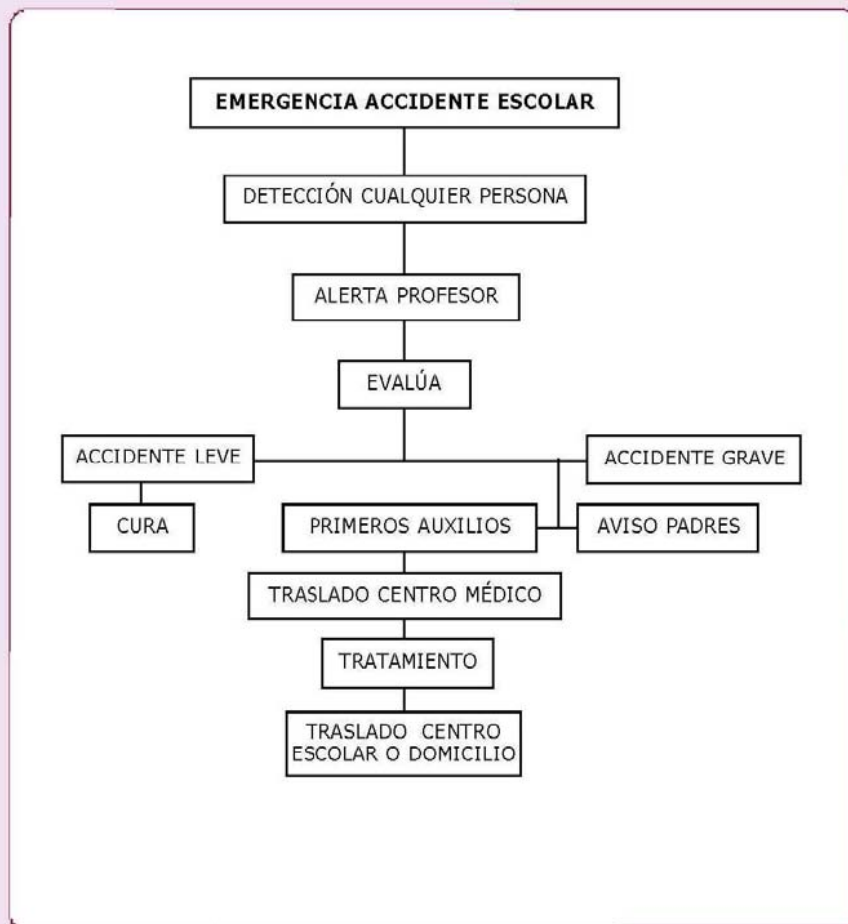 EMERGENCIA ACCIDENTE ESCOLAR
DETECCIÓN CUALQUIER PERSONA
ALERTA PROFESOR
EVALÚA
ACCIDENTE LEVE
ACCIDENTE GRAVE
CURA
PRIMEROS AUXILIOS
AVISO PADRES
TRASLADO CENTRO MÉDICO
TRATAMIENTO
TRASLADO CENTRO
ESCOLAR O DOMICILIO